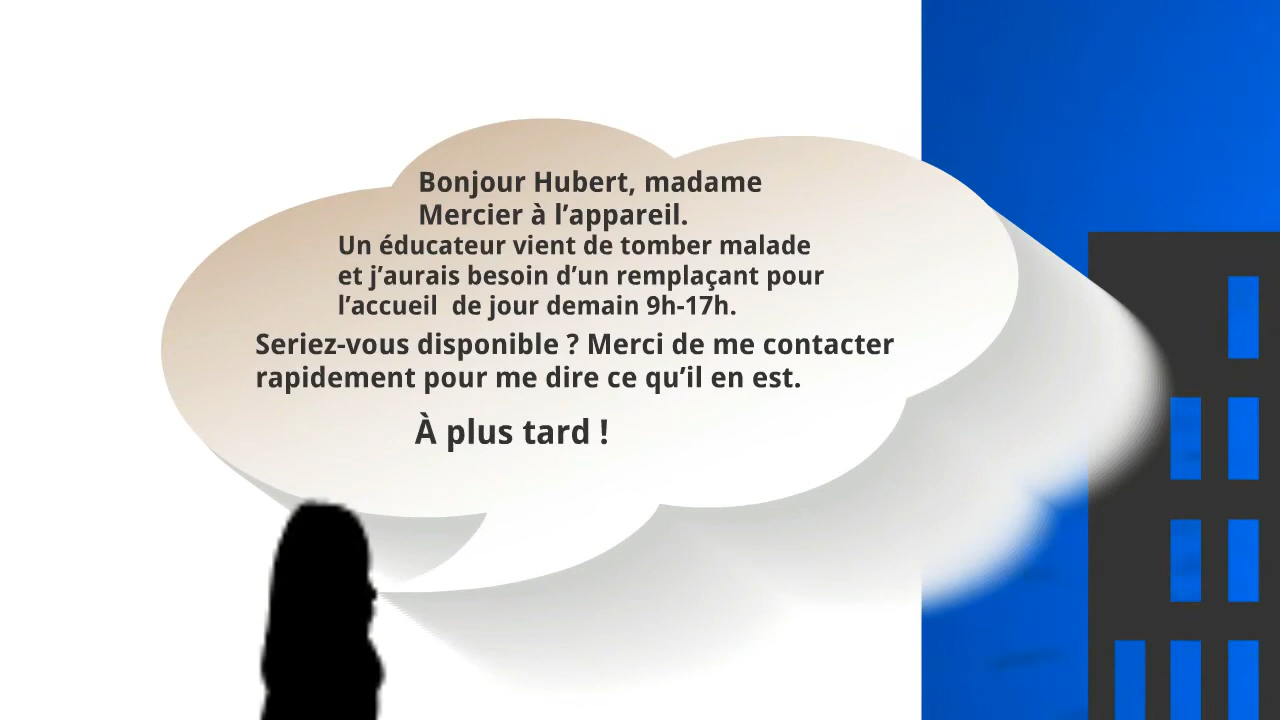 Bonjour Hubert, madame
Mercier à l’appareil.
Un éducateur vient de tomber malade
et j’aurais besoin d’un remplaçant pour
l’accueil  de jour demain 9h-17h.
Seriez-vous disponible ? Merci de me contacter
rapidement pour me dire ce qu’il en est.
À plus tard !